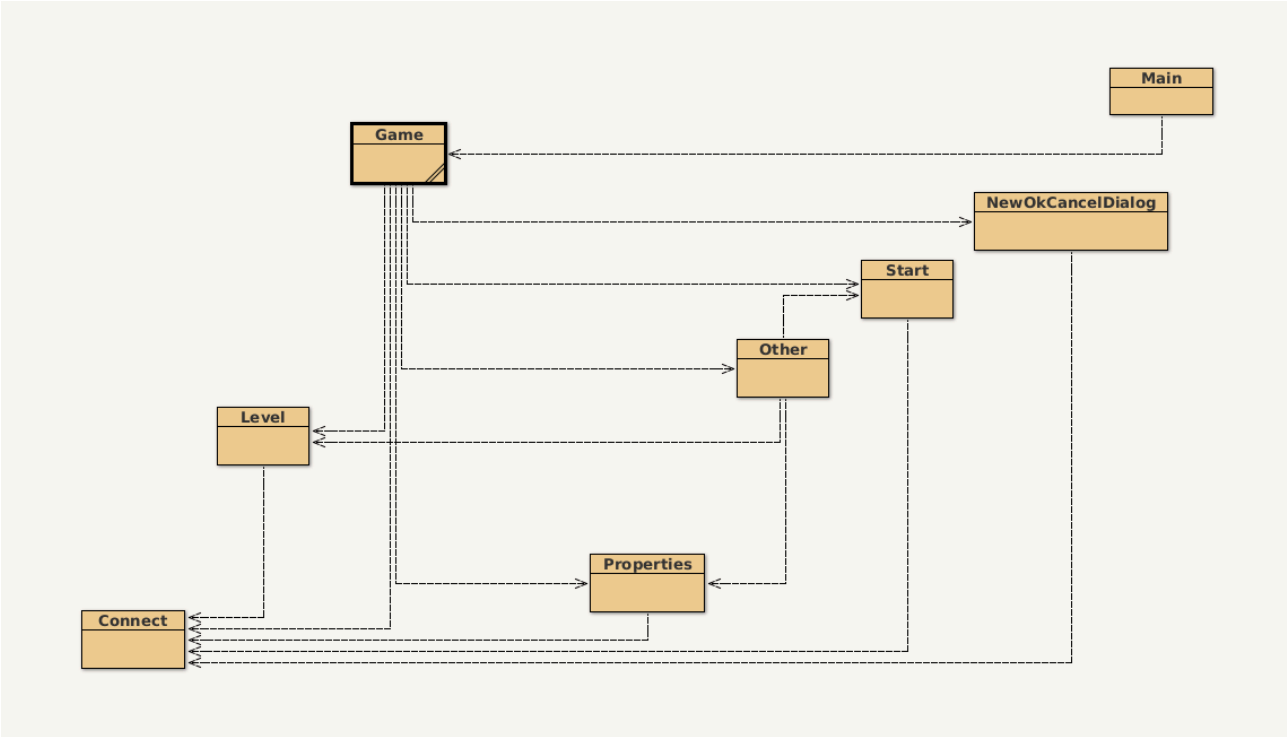 Main
Game
NewOkCancelDialog
Start
Other
Level
Properties
Connect